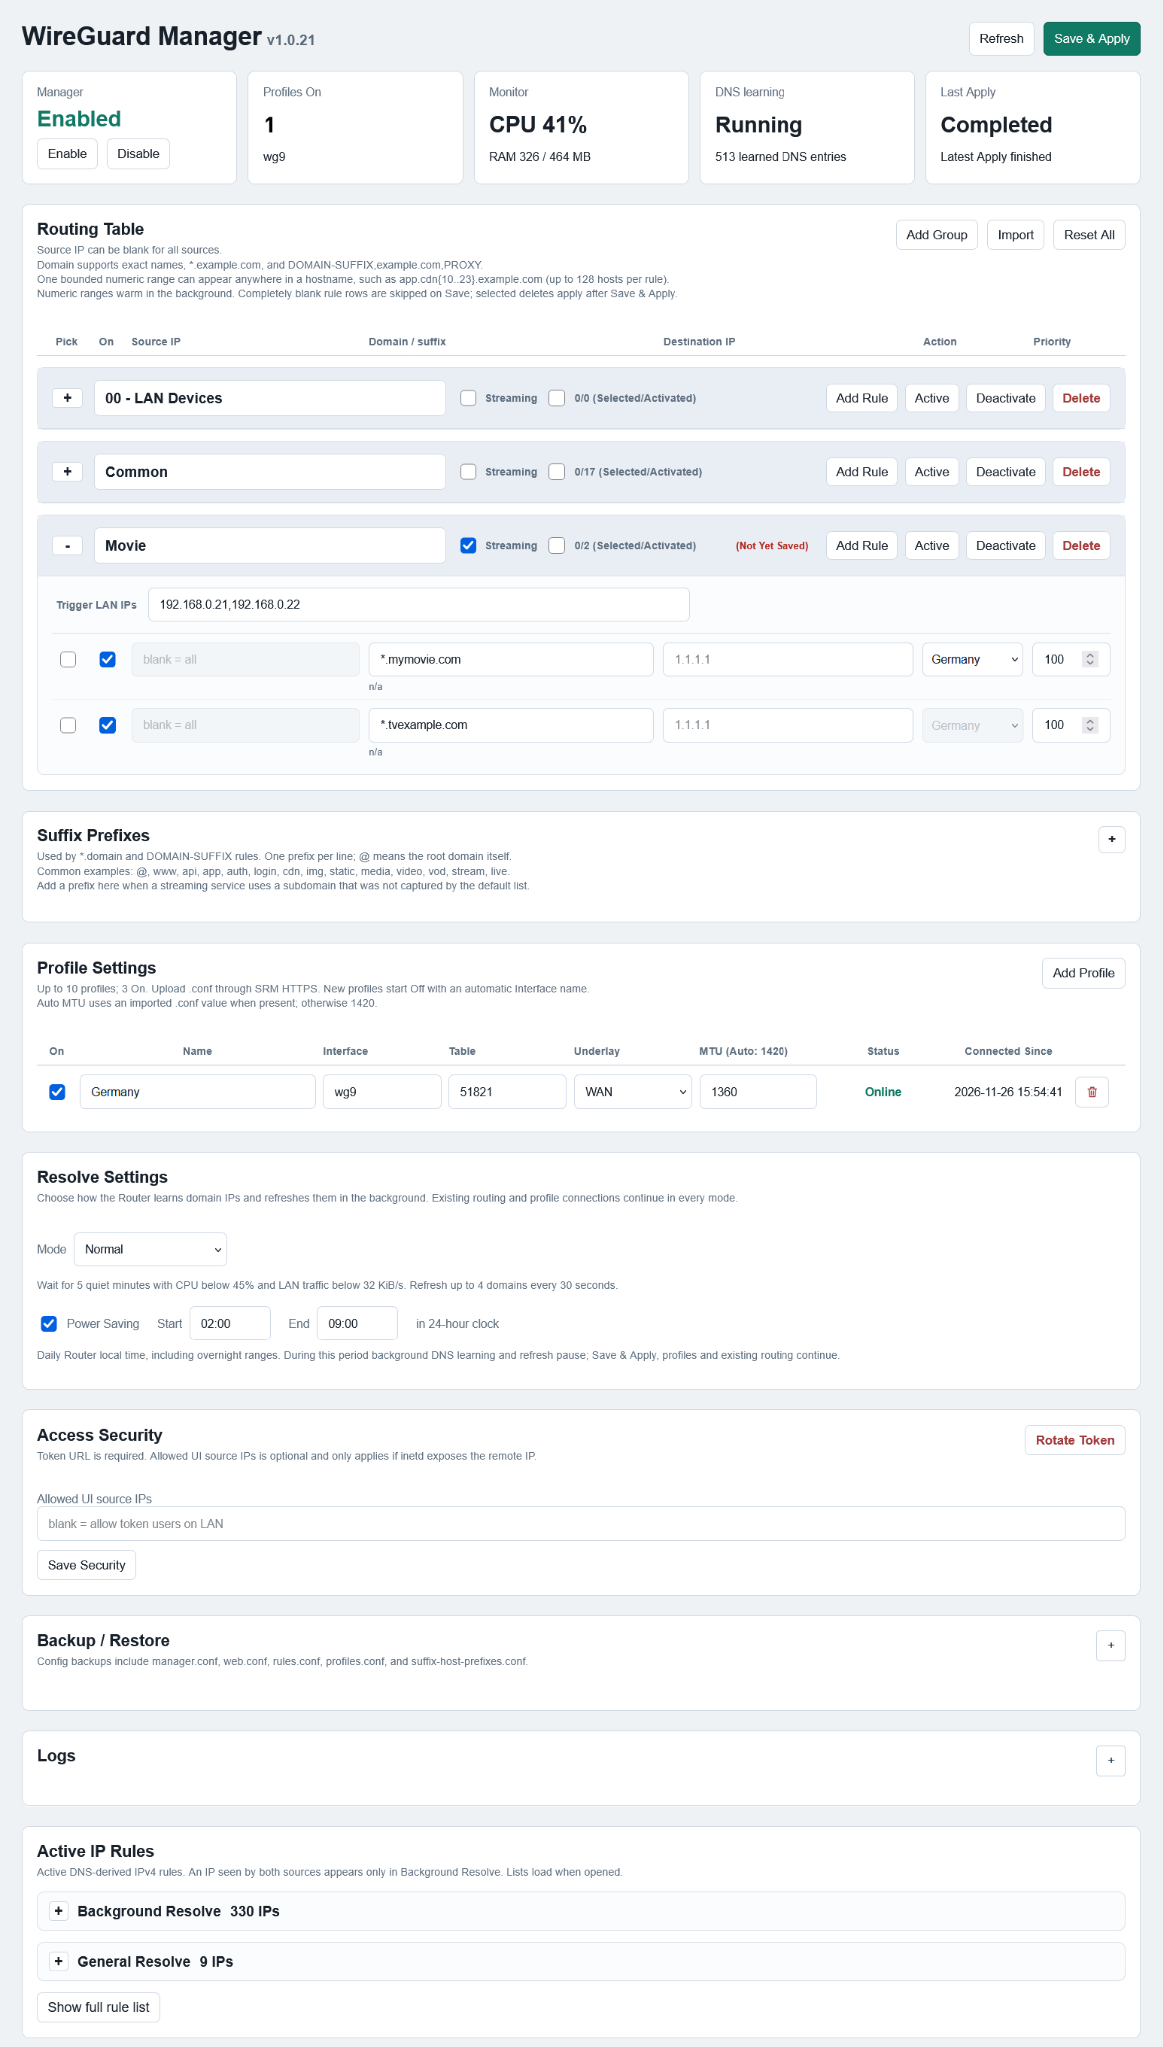 WireGuard Manager v1.0.21
Refresh
Save & Apply
Manager
Enabled
Enable
Disable
Profiles On
1
wg9
Monitor
CPU 41%
RAM 326 / 464 MB
DNS learning
Running
513 learned DNS entries
Last Apply
Completed
Latest Apply finished
Routing Table
Add Group
Import
Reset All
Source IP can be blank for all sources.
Domain supports exact names, *.example.com, and DOMAIN-SUFFIX,example.com,PROXY.
One bounded numeric range can appear anywhere in a hostname, such as app.cdn{10..23}.example.com (up to 128 hosts per rule).
Numeric ranges warm in the background. Completely blank rule rows are skipped on Save; selected deletes apply after Save & Apply.
Pick On Source IP Domain / suffix Destination IP Action Priority
+ 00 - LAN Devices Streaming 0/0 (Selected/Activated) Add Rule Active Deactivate Delete
+ Common Streaming 0/17 (Selected/Activated) Add Rule Active Deactivate Delete
- Movie Streaming 0/2 (Selected/Activated) (Not Yet Saved) Add Rule Active Deactivate Delete
Trigger LAN IPs 192.168.0.21,192.168.0.22
blank = all *.mymovie.com 1.1.1.1 Germany 100
n/a
blank = all *.tvexample.com 1.1.1.1 Germany 100
n/a
Suffix Prefixes
+
Used by *.domain and DOMAIN-SUFFIX rules. One prefix per line; @ means the root domain itself.
Common examples: @, www, api, app, auth, login, cdn, img, static, media, video, vod, stream, live.
Add a prefix here when a streaming service uses a subdomain that was not captured by the default list.
Profile Settings
Add Profile
Up to 10 profiles; 3 On. Upload .conf through SRM HTTPS. New profiles start Off with an automatic Interface name.
Auto MTU uses an imported .conf value when present; otherwise 1420.
On Name Interface Table Underlay MTU (Auto: 1420) Status Connected Since
Germany wg9 51821 WAN 1360 Online 2026-11-26 15:54:41
Resolve Settings
Choose how the Router learns domain IPs and refreshes them in the background. Existing routing and profile connections continue in every mode.
Mode Normal
Wait for 5 quiet minutes with CPU below 45% and LAN traffic below 32 KiB/s. Refresh up to 4 domains every 30 seconds.
Power Saving Start 02:00 End 09:00 in 24-hour clock
Daily Router local time, including overnight ranges. During this period background DNS learning and refresh pause; Save & Apply, profiles and existing routing continue.
Access Security
Rotate Token
Token URL is required. Allowed UI source IPs is optional and only applies if inetd exposes the remote IP.
Allowed UI source IPs
blank = allow token users on LAN
Save Security
Backup / Restore
+
Config backups include manager.conf, web.conf, rules.conf, profiles.conf, and suffix-host-prefixes.conf.
Logs
+
Active IP Rules
Active DNS-derived IPv4 rules. An IP seen by both sources appears only in Background Resolve. Lists load when opened.
+ Background Resolve 330 IPs
+ General Resolve 9 IPs
Show full rule list